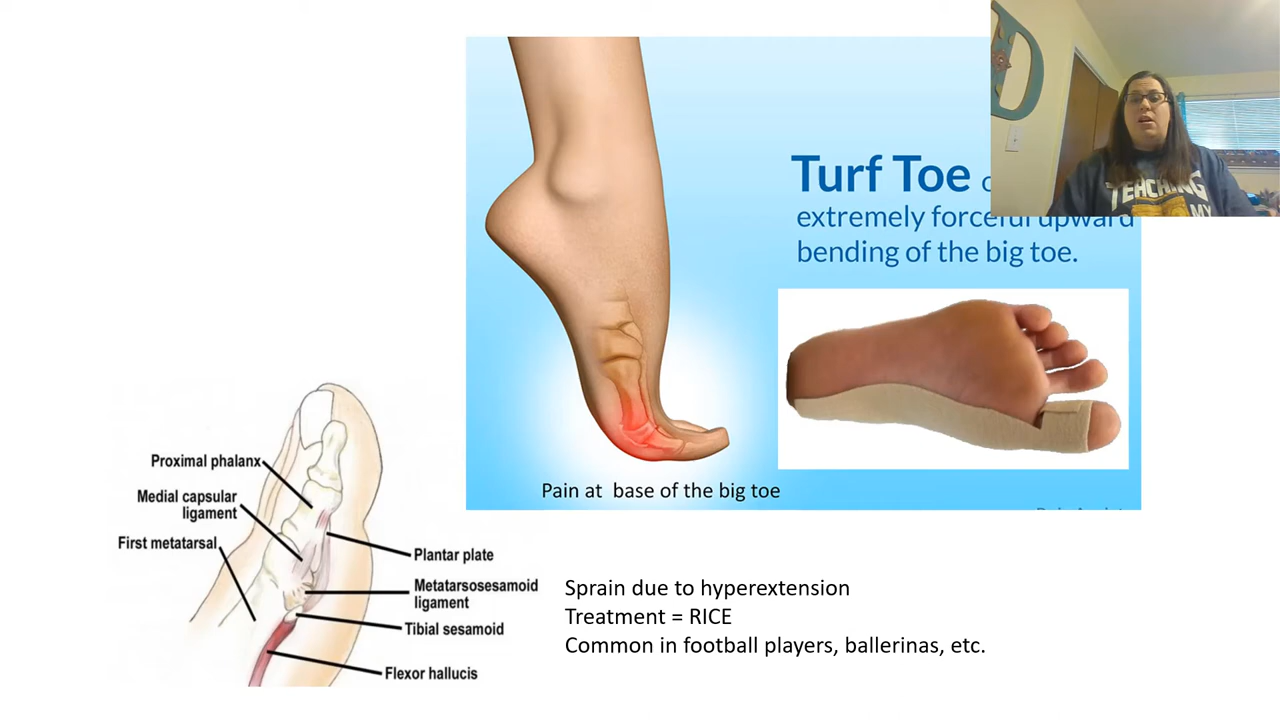 Turf Toe
extremely forceful upward
bending of the big toe.
TEACHING
MY
Pain at base of the big toe
Proximal phalanx
Medial capsular
ligament
First metatarsal
Plantar plate
Metatarsosesamoid
ligament
Tibial sesamoid
Flexor hallucis
Sprain due to hyperextension
Treatment = RICE
Common in football players, ballerinas, etc.